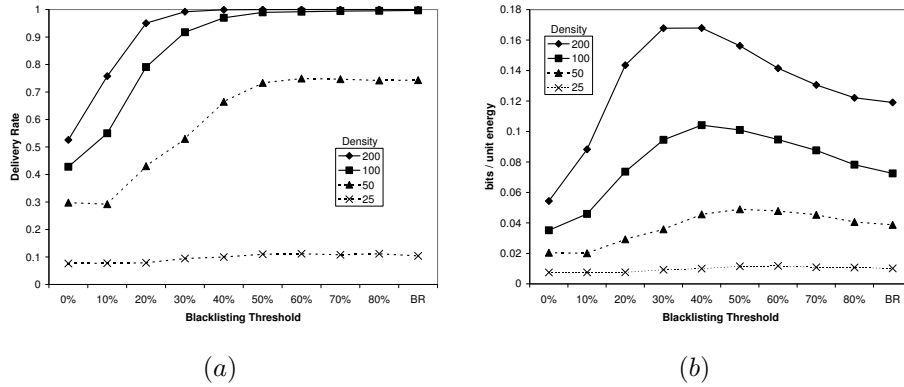 1
0.9
0.8
0.7
0.6
0.5
0.4
0.3
0.2
0.1
0
Delivery Rate
Density
200
100
50
25
0% 10% 20% 30% 40% 50% 60% 70% 80% BR
Blacklisting Threshold
(a)
0.18
0.16
0.14
0.12
0.1
0.08
0.06
0.04
0.02
0
bits / unit energy
Density
200
100
50
25
0% 10% 20% 30% 40% 50% 60% 70% 80% BR
Blacklisting Threshold
(b)